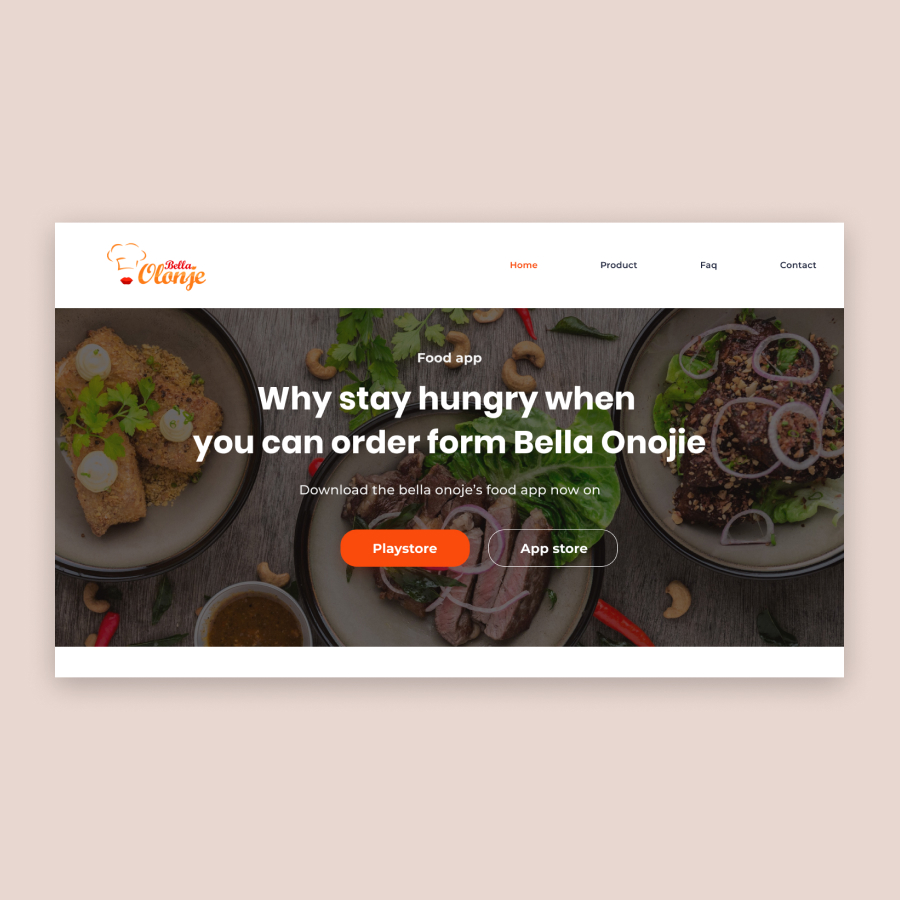 Bella
Olonje
Home
Product
Faq
Contact
Food app
Why stay hungry when
you can order form Bella Onojie
Download the bella onoje's food app now on
Playstore
App store